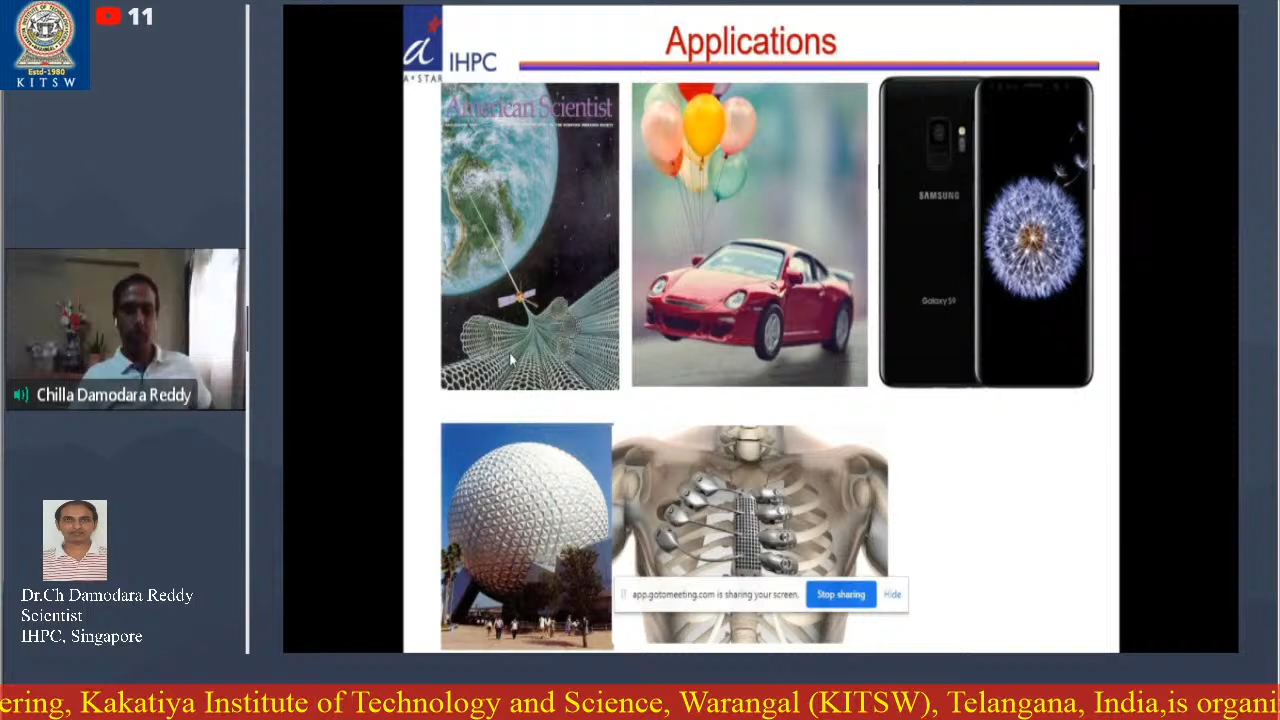 11
Estd-1980
K I T S W
A★STAR
IHPC
Applications
American Scientist
SAMSUNG
Galaxy S9
Chilla Damodara Reddy
app.gotomeeting.com is sharing your screen.
Stop sharing
Hide
Dr.Ch Damodara Reddy
Scientist
IHPC, Singapore
ering, Kakatiya Institute of Technology and Science, Warangal (KITSW), Telangana, India,is organi